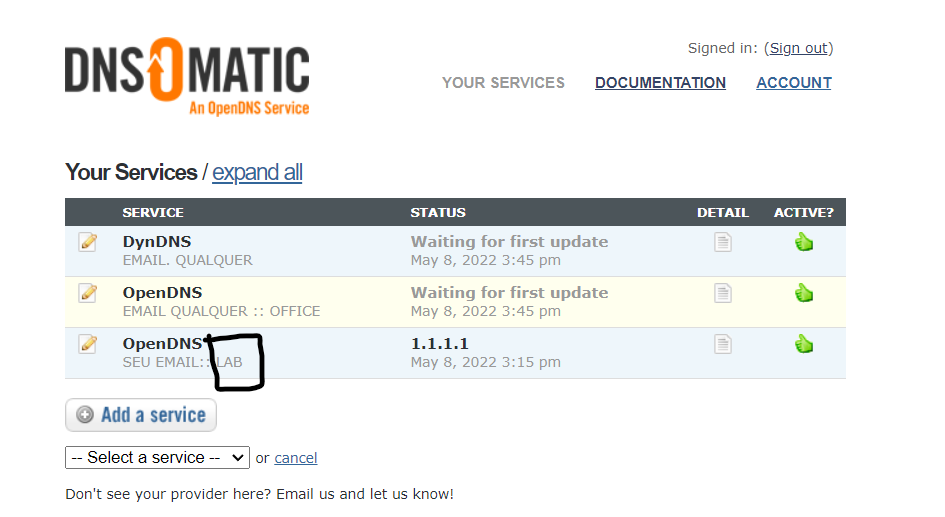 DNSOMATIC
An OpenDNS Service
Signed in: (Sign out)
YOUR SERVICES DOCUMENTATION ACCOUNT
Your Services / expand all
SERVICE STATUS DETAIL ACTIVE?
DynDNS Waiting for first update
EMAIL. QUALQUER May 8, 2022 3:45 pm
OpenDNS Waiting for first update
EMAIL QUALQUER :: OFFICE May 8, 2022 3:45 pm
OpenDNS 1.1.1.1
SEU EMAIL:: LAB May 8, 2022 3:15 pm
Add a service
-- Select a service -- or cancel
Don't see your provider here? Email us and let us know!